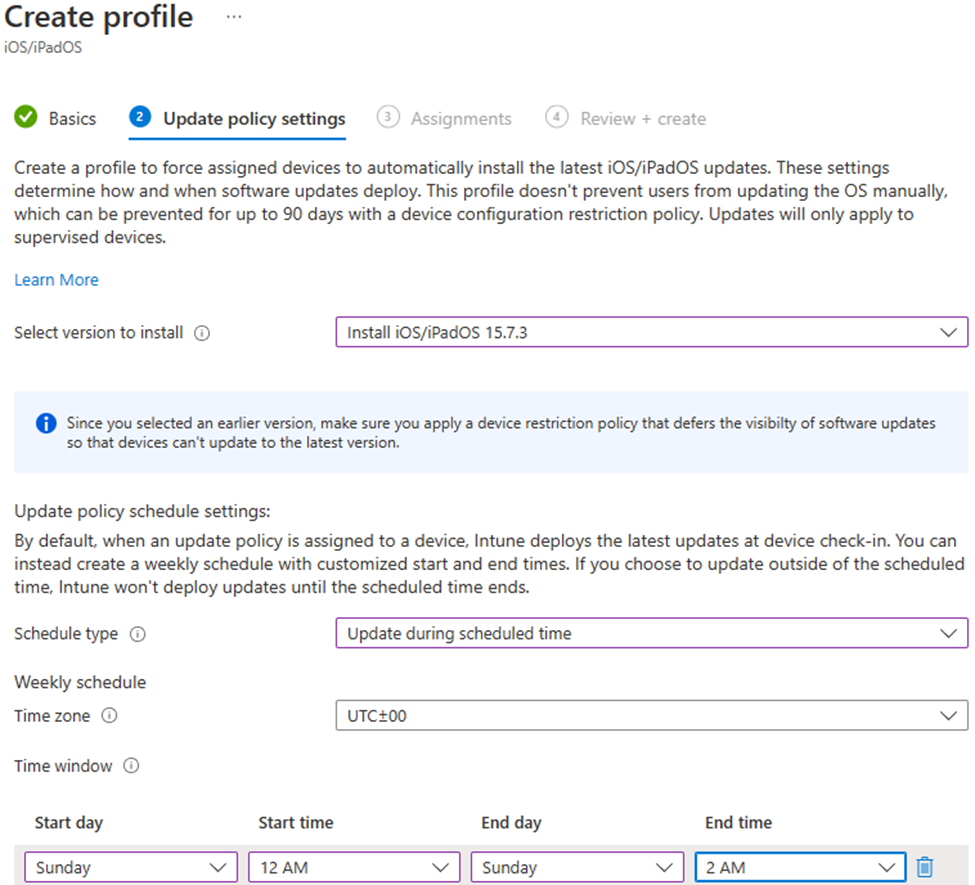 Create profile ...
iOS/iPadOS
Basics 2 Update policy settings 3 Assignments 4 Review + create
Create a profile to force assigned devices to automatically install the latest iOS/iPadOS updates. These settings
determine how and when software updates deploy. This profile doesn't prevent users from updating the OS manually,
which can be prevented for up to 90 days with a device configuration restriction policy. Updates will only apply to
supervised devices.
Learn More
Select version to install i Install iOS/iPadOS 15.7.3
i Since you selected an earlier version, make sure you apply a device restriction policy that defers the visibilty of software updates
so that devices can't update to the latest version.
Update policy schedule settings:
By default, when an update policy is assigned to a device, Intune deploys the latest updates at device check-in. You can
instead create a weekly schedule with customized start and end times. If you choose to update outside of the scheduled
time, Intune won't deploy updates until the scheduled time ends.
Schedule type i Update during scheduled time
Weekly schedule
Time zone i UTC±00
Time window i
Start day Start time End day End time
Sunday 12 AM Sunday 2 AM